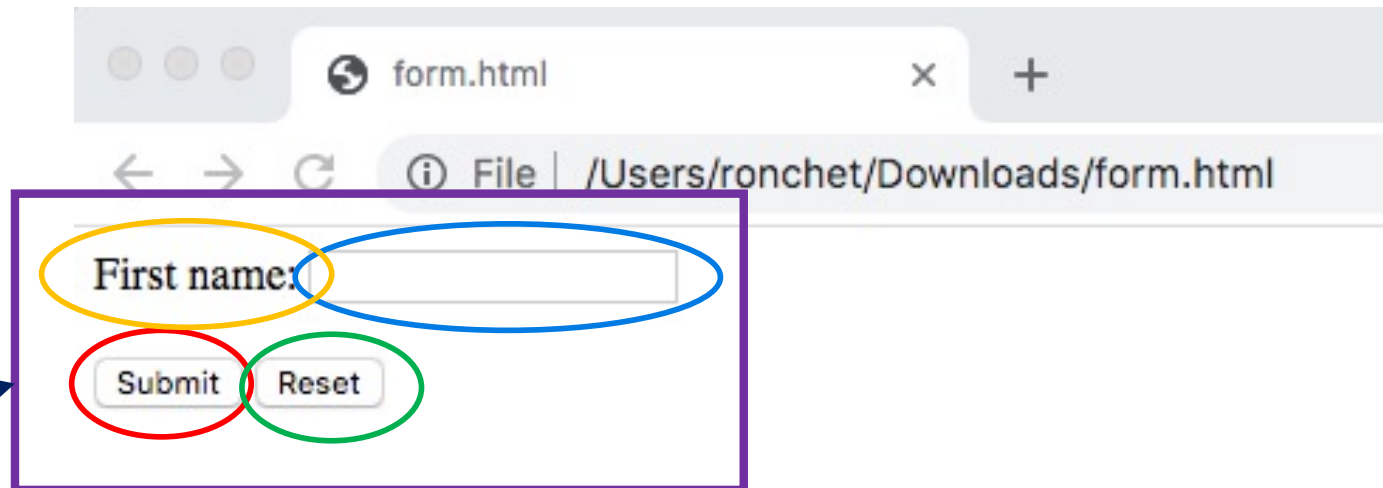 form.html
File /Users/ronchet/Downloads/form.html
First name:
Submit Reset